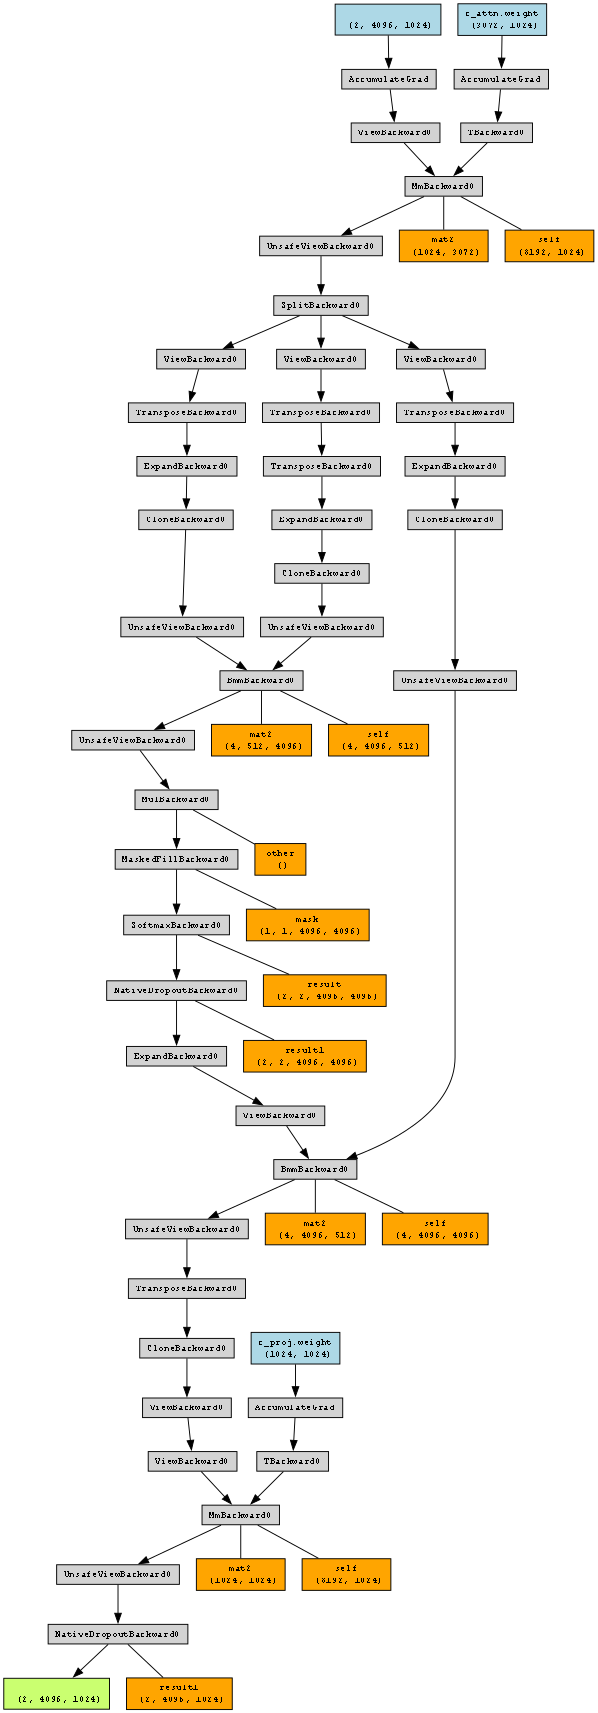 (2, 4096, 1024)
c_attn.weight
(3072, 1024)
AccumulateGrad
AccumulateGrad
ViewBackward0
TBackward0
MmBackward0
UnsafeViewBackward0
mat2
(1024, 3072)
self
(8192, 1024)
SplitBackward0
ViewBackward0
ViewBackward0
ViewBackward0
TransposeBackward0
TransposeBackward0
TransposeBackward0
ExpandBackward0
TransposeBackward0
ExpandBackward0
CloneBackward0
ExpandBackward0
CloneBackward0
CloneBackward0
UnsafeViewBackward0
UnsafeViewBackward0
BmmBackward0
UnsafeViewBackward0
UnsafeViewBackward0
mat2
(4, 512, 4096)
self
(4, 4096, 512)
MulBackward0
MaskedFillBackward0
other
()
SoftmaxBackward0
mask
(1, 1, 4096, 4096)
NativeDropoutBackward0
result
(2, 2, 4096, 4096)
ExpandBackward0
result1
(2, 2, 4096, 4096)
ViewBackward0
BmmBackward0
UnsafeViewBackward0
mat2
(4, 4096, 512)
self
(4, 4096, 4096)
TransposeBackward0
CloneBackward0
c_proj.weight
(1024, 1024)
ViewBackward0
AccumulateGrad
ViewBackward0
TBackward0
MmBackward0
UnsafeViewBackward0
mat2
(1024, 1024)
self
(8192, 1024)
NativeDropoutBackward0
(2, 4096, 1024)
result1
(2, 4096, 1024)